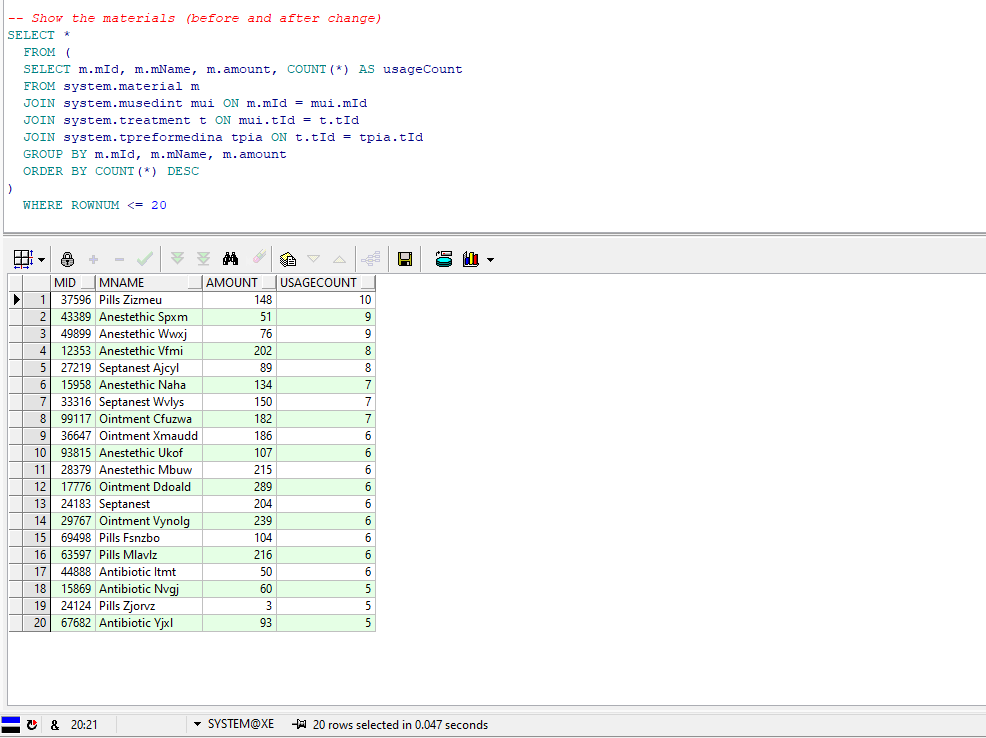 -- Show the materials (before and after change)
SELECT *
FROM (
SELECT m.mId, m.mName, m.amount, COUNT(*) AS usageCount
FROM system.material m
JOIN system.musedint mui ON m.mId = mui.mId
JOIN system.treatment t ON mui.tId = t.tId
JOIN system.tpreformedina tpia ON t.tId = tpia.tId
GROUP BY m.mId, m.mName, m.amount
ORDER BY COUNT(*) DESC
)
WHERE ROWNUM <= 20
MID MNAME AMOUNT USAGECOUNT
1 37596 Pills Zizmeu 148 10
2 43389 Anestethic Spxm 51 9
3 49899 Anestethic Wwxj 76 9
4 12353 Anestethic Vfmi 202 8
5 27219 Septanest Ajcyl 89 8
6 15958 Anestethic Naha 134 7
7 33316 Septanest Wvlys 150 7
8 99117 Ointment Cfuzwa 182 7
9 36647 Ointment Xmaudd 186 6
10 93815 Anestethic Ukof 107 6
11 28379 Anestethic Mbuw 215 6
12 17776 Ointment Ddoald 289 6
13 24183 Septanest 204 6
14 29767 Ointment Vynolg 239 6
15 69498 Pills Fsnzbo 104 6
16 63597 Pills Mlavlz 216 6
17 44888 Antibiotic Itmt 50 6
18 15869 Antibiotic Nvgj 60 5
19 24124 Pills Zjorvz 3 5
20 67682 Antibiotic Yjxl 93 5
& 20:21 SYSTEM@XE 20 rows selected in 0.047 seconds